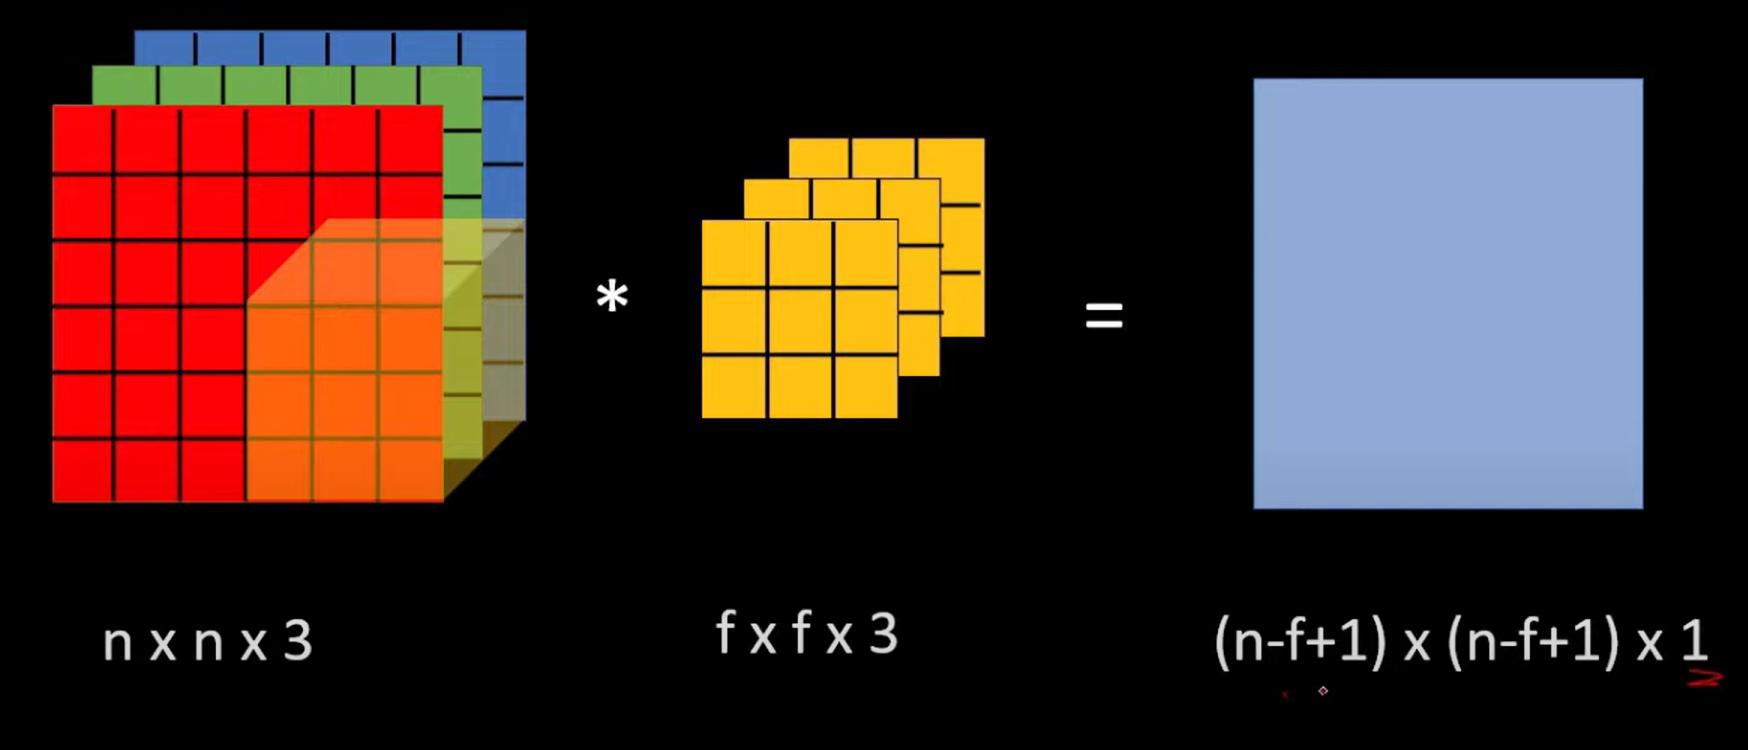 *
=
n x n x 3
f x f x 3
(n-f+1) x (n-f+1) x 1